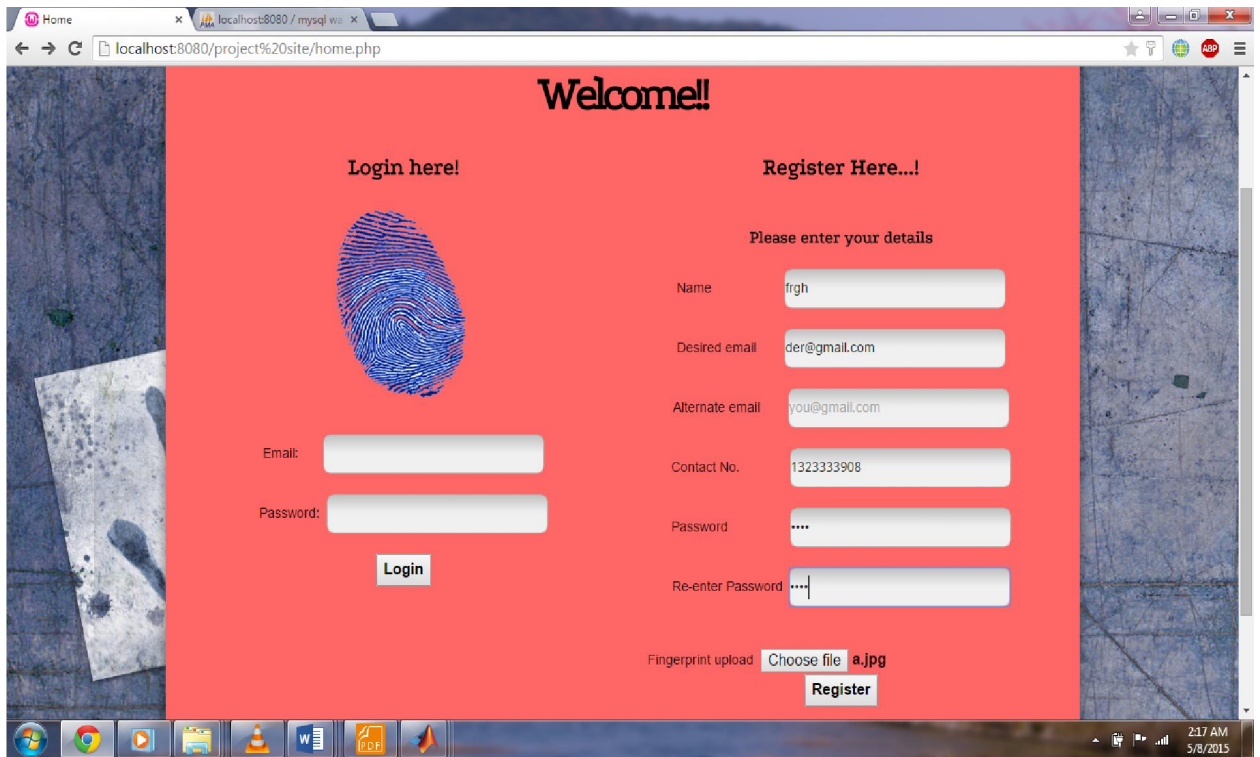 Home
localhost:8080 / mysql wa
localhost:8080/project%20site/home.php
ABP
Welcome!!
Login here!
Email:
Password:
Login
Register Here...!
Please enter your details
Name frgh
Desired email der@gmail.com
Alternate email you@gmail.com
Contact No. 1323333908
Password ••••
Re-enter Password ••••
Fingerprint upload Choose file a.jpg
Register
W
PDF
2:17 AM
5/8/2015